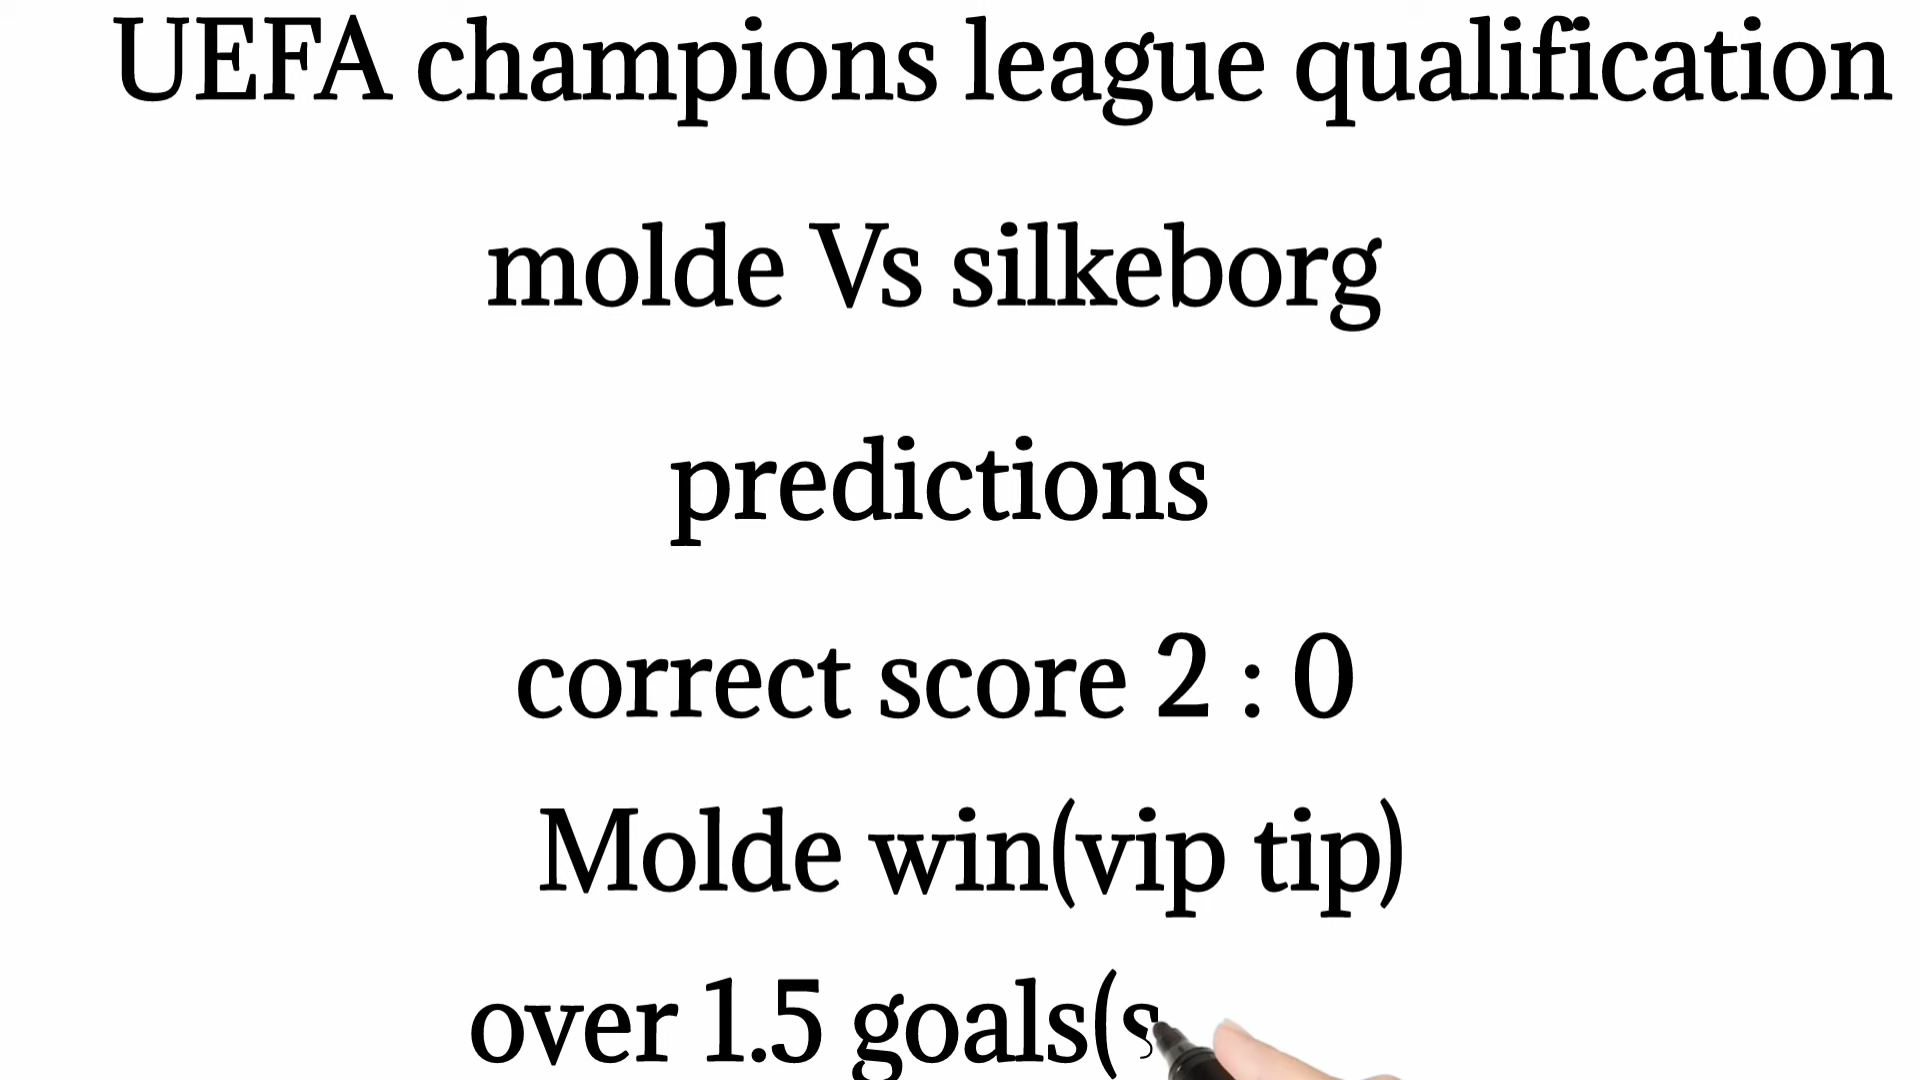 UEFA champions league qualification
molde Vs silkeborg
predictions
correct score 2 : 0
Molde win(vip tip)
over 1.5 goals(s